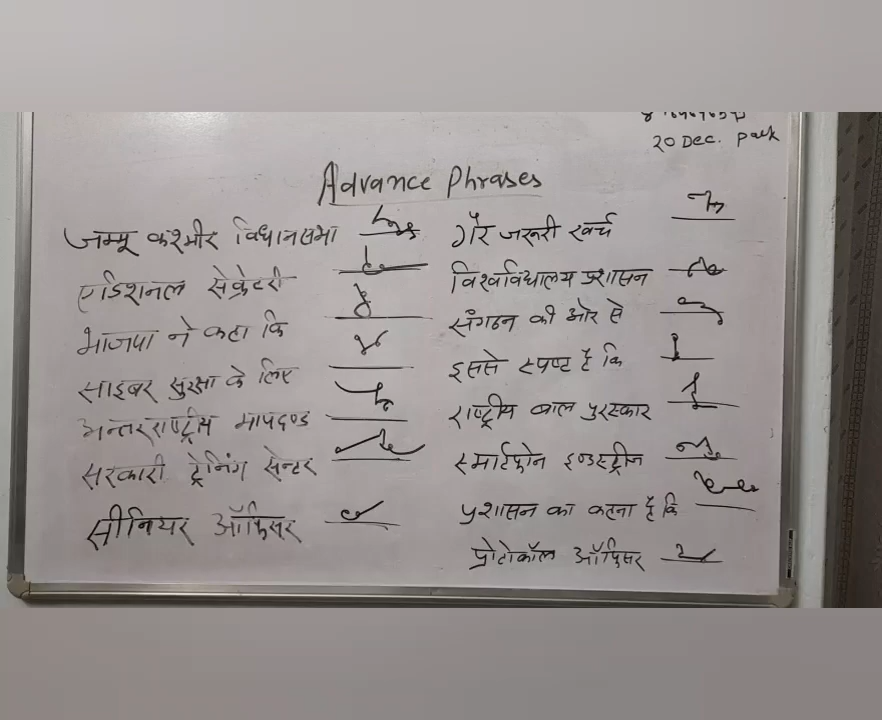 20 Dec. Park
Advance Phrases
जम्मू कश्मीर विधानसभा
एडिशनल सेक्रेटरी
भाजपा ने कहा कि
साइबर सुरक्षा के लिए
अन्तर्राष्ट्रीय मापदण्ड
सरकारी ट्रेनिंग सेन्टर
सीनियर ऑफिसर
गैर जरूरी खर्च
विश्वविद्यालय प्रशासन
संगठन की ओर से
इससे स्पष्ट है कि
राष्ट्रीय बाल पुरस्कार
स्मार्टफोन इण्डस्ट्रीज
प्रशासन का कहना है कि
प्रोटोकॉल ऑफिसर